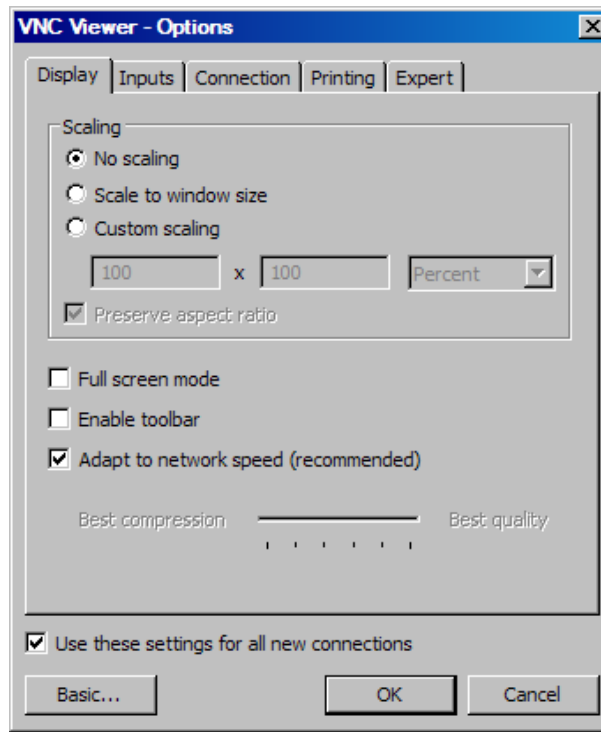 VNC Viewer - Options
Display Inputs Connection Printing Expert
Scaling
No scaling
Scale to window size
Custom scaling
100 x 100 Percent
Preserve aspect ratio
Full screen mode
Enable toolbar
Adapt to network speed (recommended)
Best compression Best quality
Use these settings for all new connections
Basic... OK Cancel